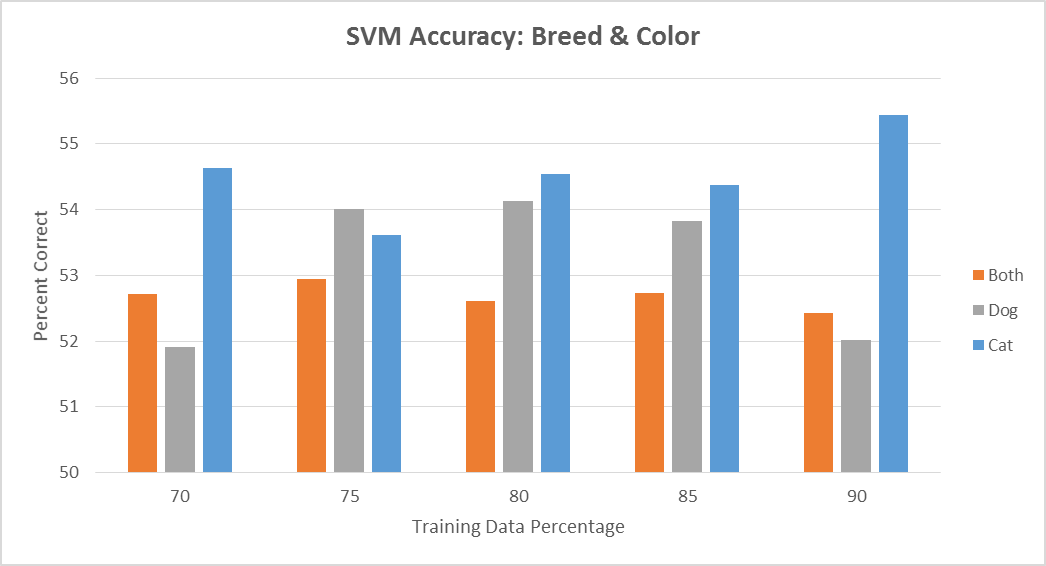 SVM Accuracy: Breed & Color
56
55
54
53
52
51
50
Percent Correct
70 75 80 85 90
Training Data Percentage
Both
Dog
Cat